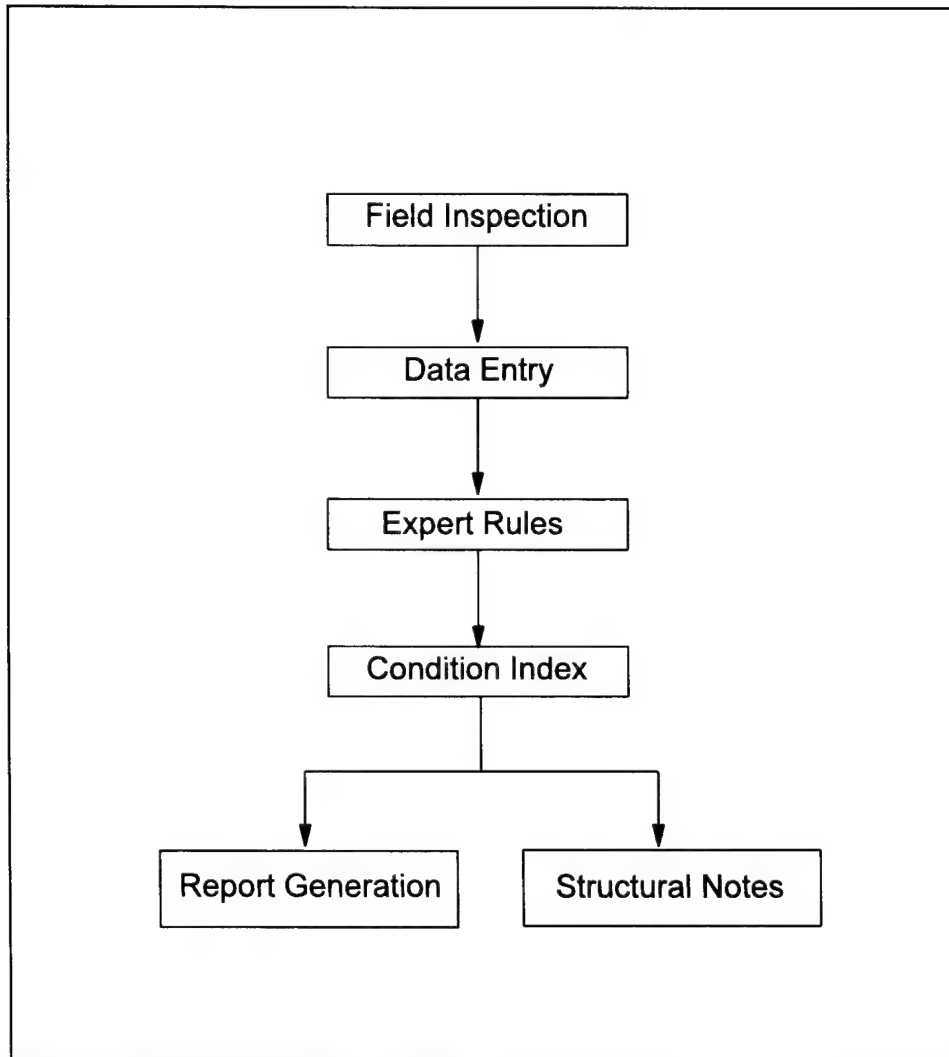 Field Inspection
Data Entry
Expert Rules
Condition Index
Report Generation
Structural Notes